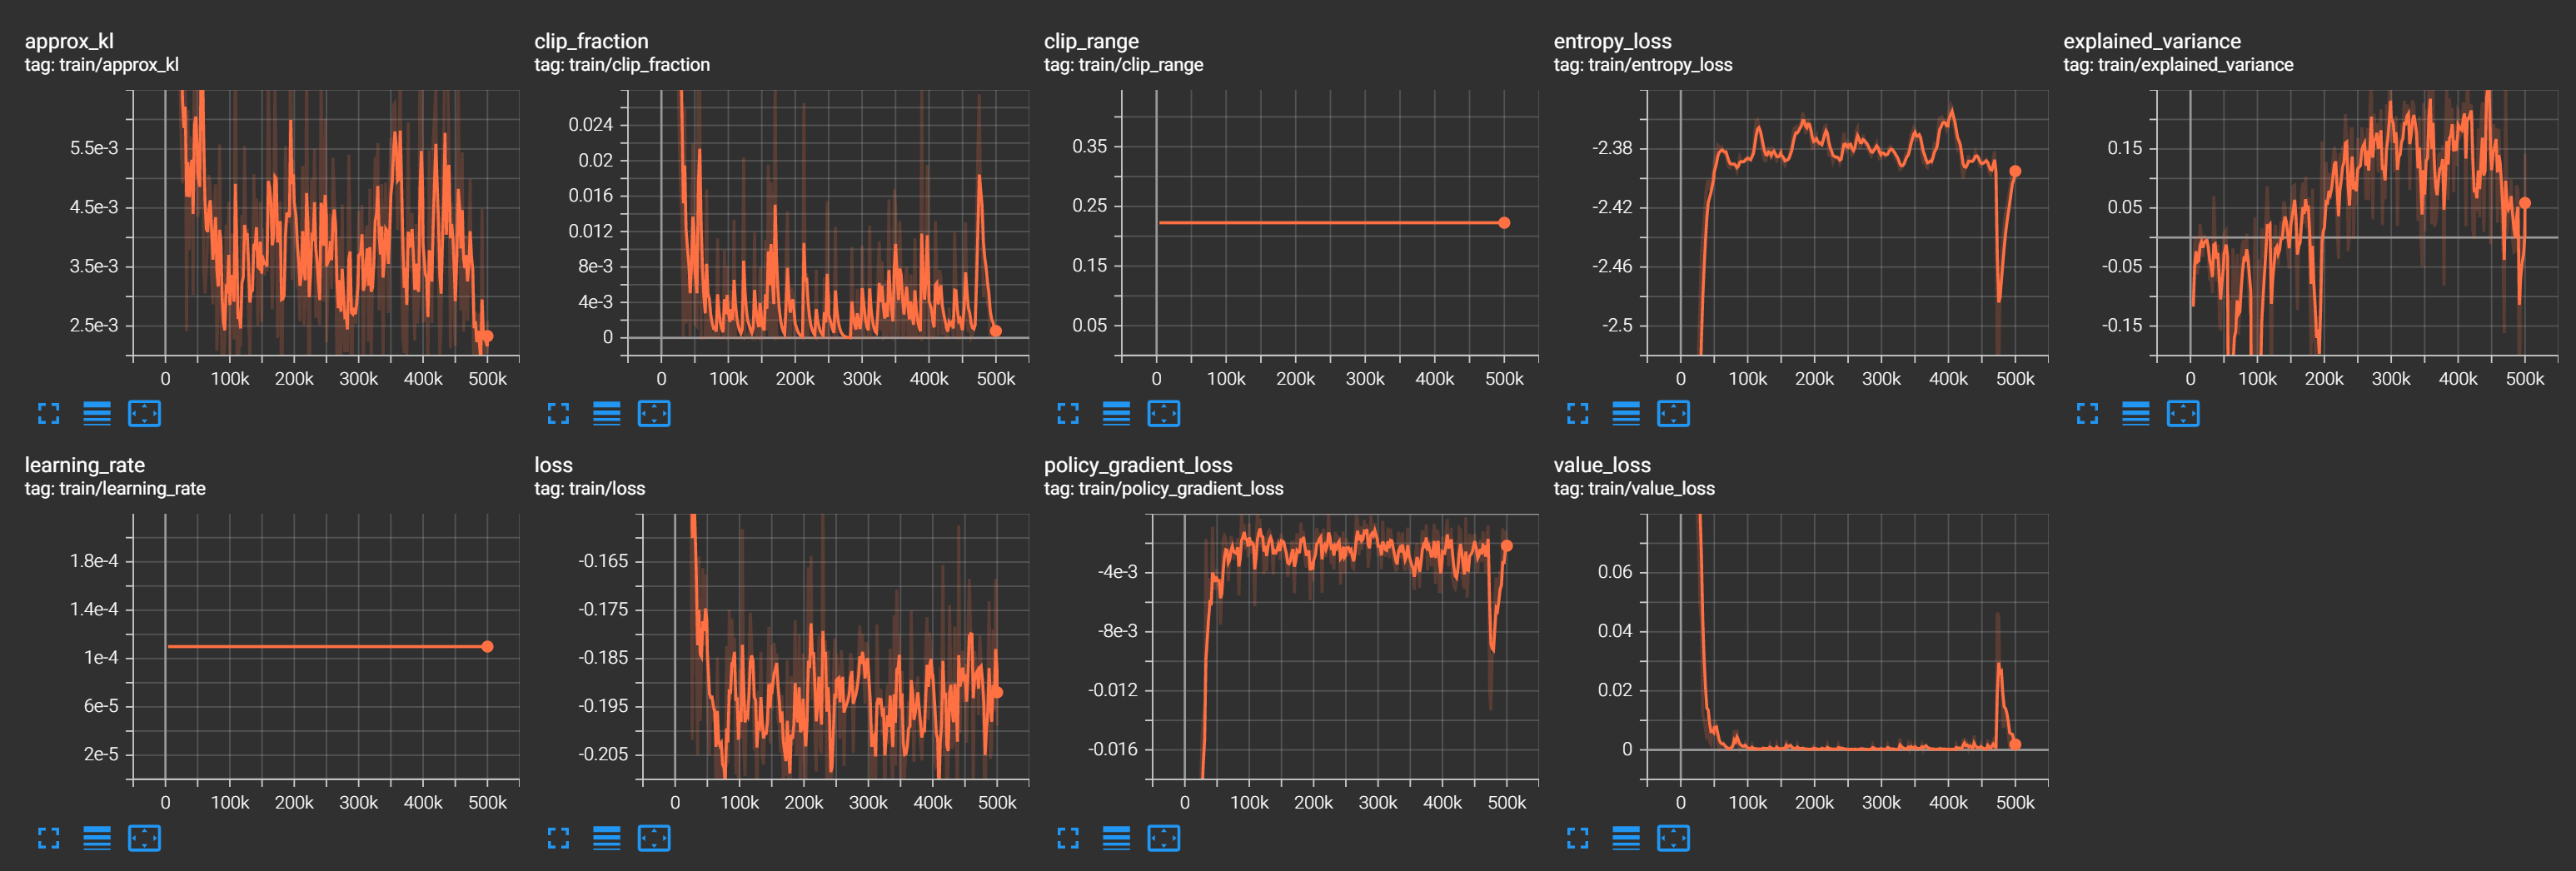 approx_kl
tag: train/approx_kl
5.5e-3
4.5e-3
3.5e-3
2.5e-3
0 100k 200k 300k 400k 500k
clip_fraction
tag: train/clip_fraction
0.024
0.02
0.016
0.012
8e-3
4e-3
0
0 100k 200k 300k 400k 500k
clip_range
tag: train/clip_range
0.35
0.25
0.15
0.05
0 100k 200k 300k 400k 500k
entropy_loss
tag: train/entropy_loss
-2.38
-2.42
-2.46
-2.5
0 100k 200k 300k 400k 500k
explained_variance
tag: train/explained_variance
0.15
0.05
-0.05
-0.15
0 100k 200k 300k 400k 500k
learning_rate
tag: train/learning_rate
1.8e-4
1.4e-4
1e-4
6e-5
2e-5
0 100k 200k 300k 400k 500k
loss
tag: train/loss
-0.165
-0.175
-0.185
-0.195
-0.205
0 100k 200k 300k 400k 500k
policy_gradient_loss
tag: train/policy_gradient_loss
-4e-3
-8e-3
-0.012
-0.016
0 100k 200k 300k 400k 500k
value_loss
tag: train/value_loss
0.06
0.04
0.02
0
0 100k 200k 300k 400k 500k